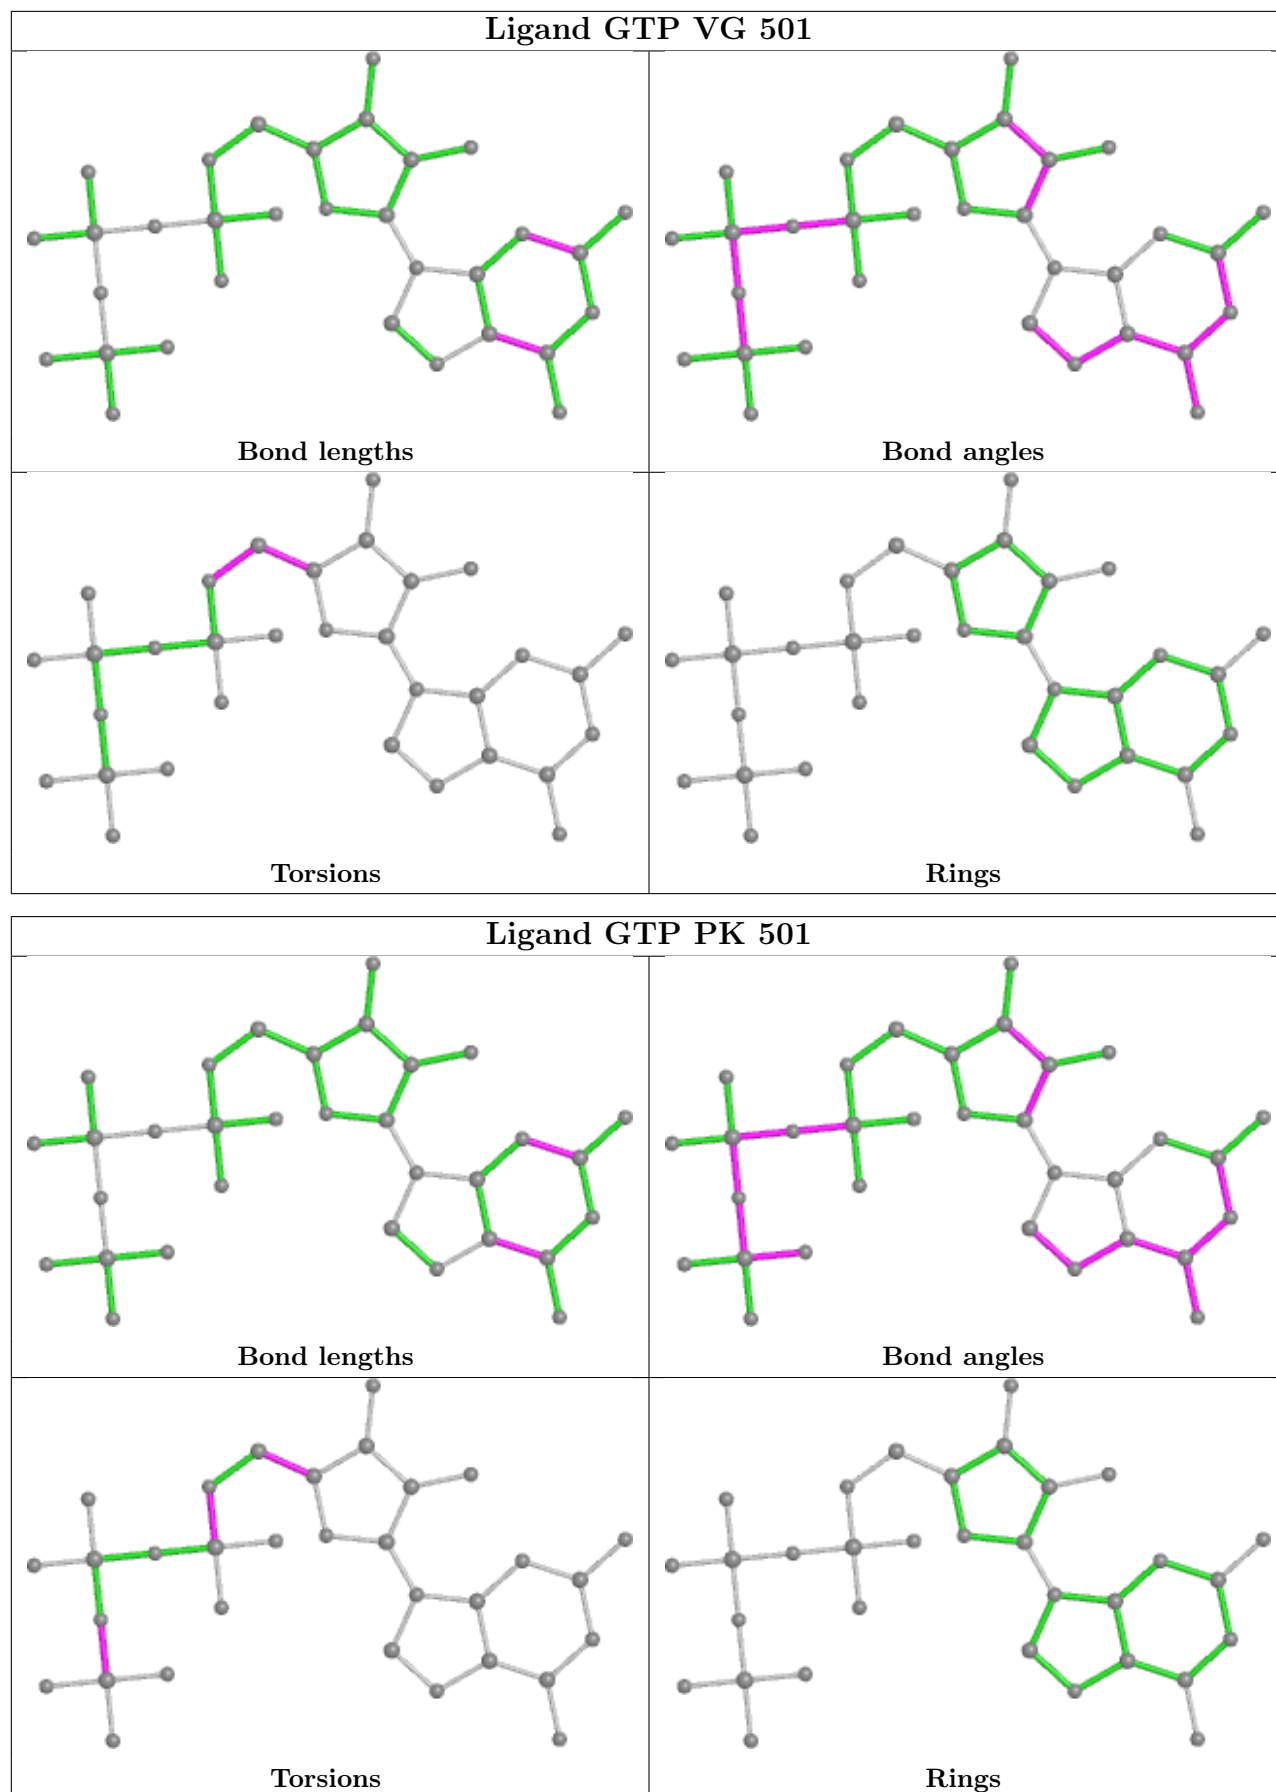 Ligand GTP VG 501
Bond lengths
Bond angles
Torsions
Rings
Ligand GTP PK 501
Bond lengths
Bond angles
Torsions
Rings